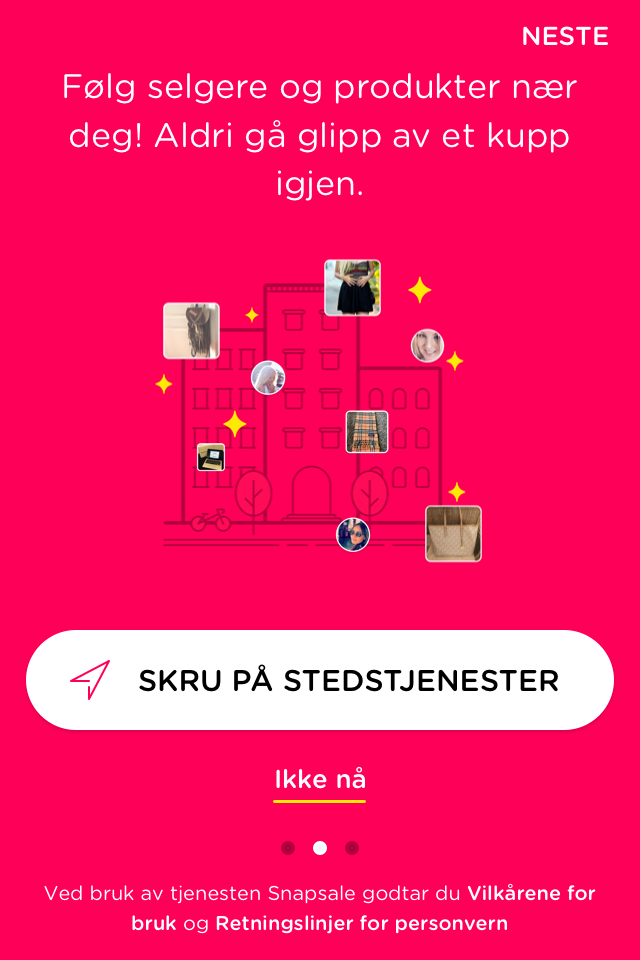 NESTE
Følg selgere og produkter nær
deg! Aldri gå glipp av et kupp
igjen.
SKRU PÅ STEDSTJENESTER
Ikke nå
Ved bruk av tjenesten Snapsale godtar du Vilkårene for
bruk og Retningslinjer for personvern